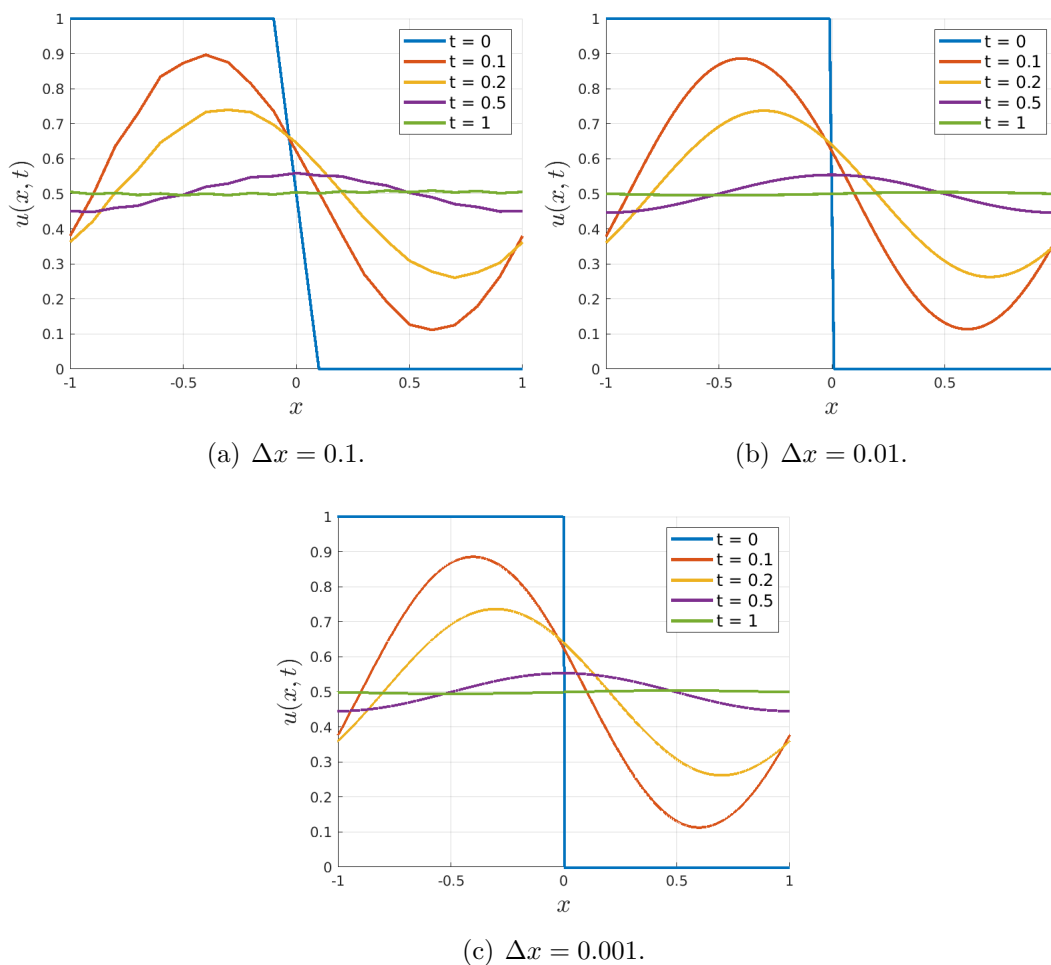 1
0.9
0.8
0.7
0.6
0.5
0.4
0.3
0.2
0.1
0
u(x, t)
-1
-0.5
0
0.5
1
x
t = 0
t = 0.1
t = 0.2
t = 0.5
t = 1
(a) Δx = 0.1.
1
0.9
0.8
0.7
0.6
0.5
0.4
0.3
0.2
0.1
0
u(x, t)
-1
-0.5
0
0.5
x
t = 0
t = 0.1
t = 0.2
t = 0.5
t = 1
(b) Δx = 0.01.
1
0.9
0.8
0.7
0.6
0.5
0.4
0.3
0.2
0.1
0
u(x, t)
-1
-0.5
0
0.5
1
x
t = 0
t = 0.1
t = 0.2
t = 0.5
t = 1
(c) Δx = 0.001.